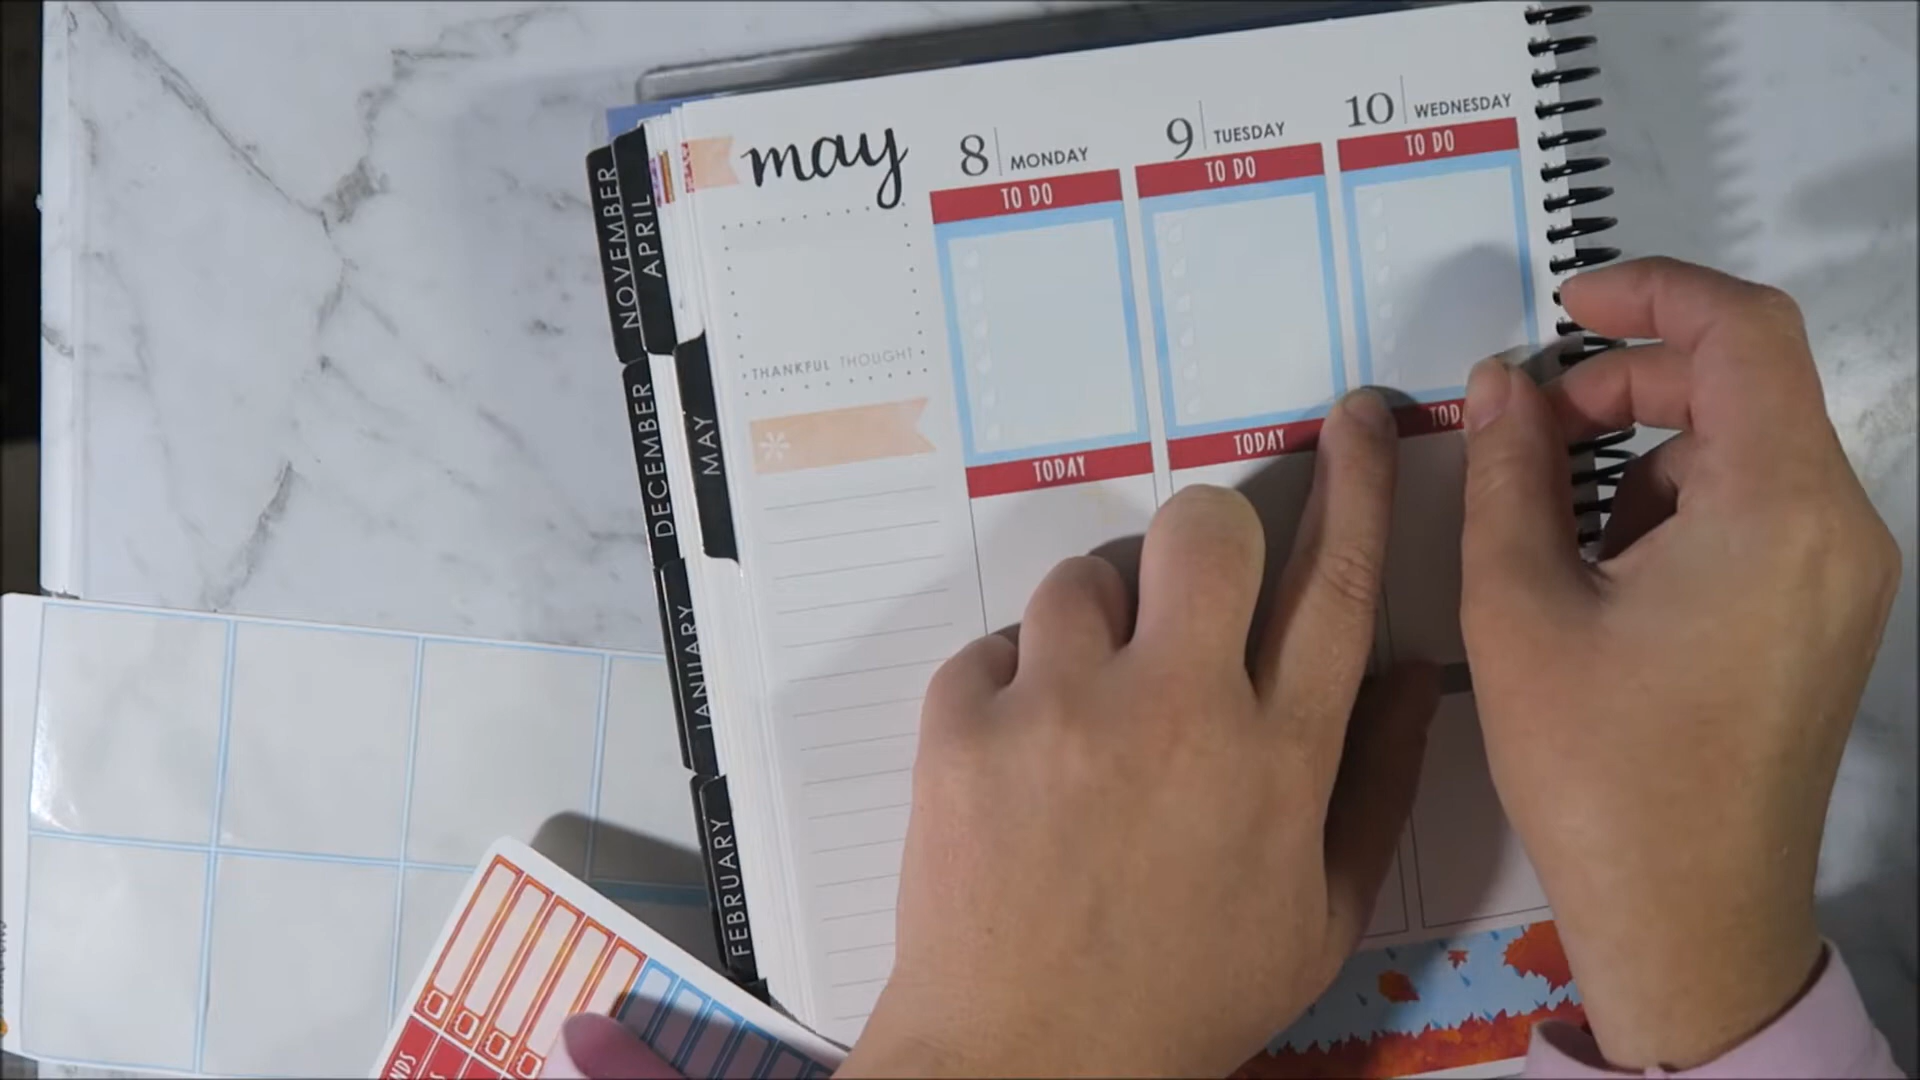 may
8 MONDAY
9 TUESDAY
10 WEDNESDAY
TO DO
TO DO
TO DO
THANKFUL THOUGHT
TODAY
TODAY
NOVEMBER
APRIL
DECEMBER
MAY
JANUARY
FEBRUARY